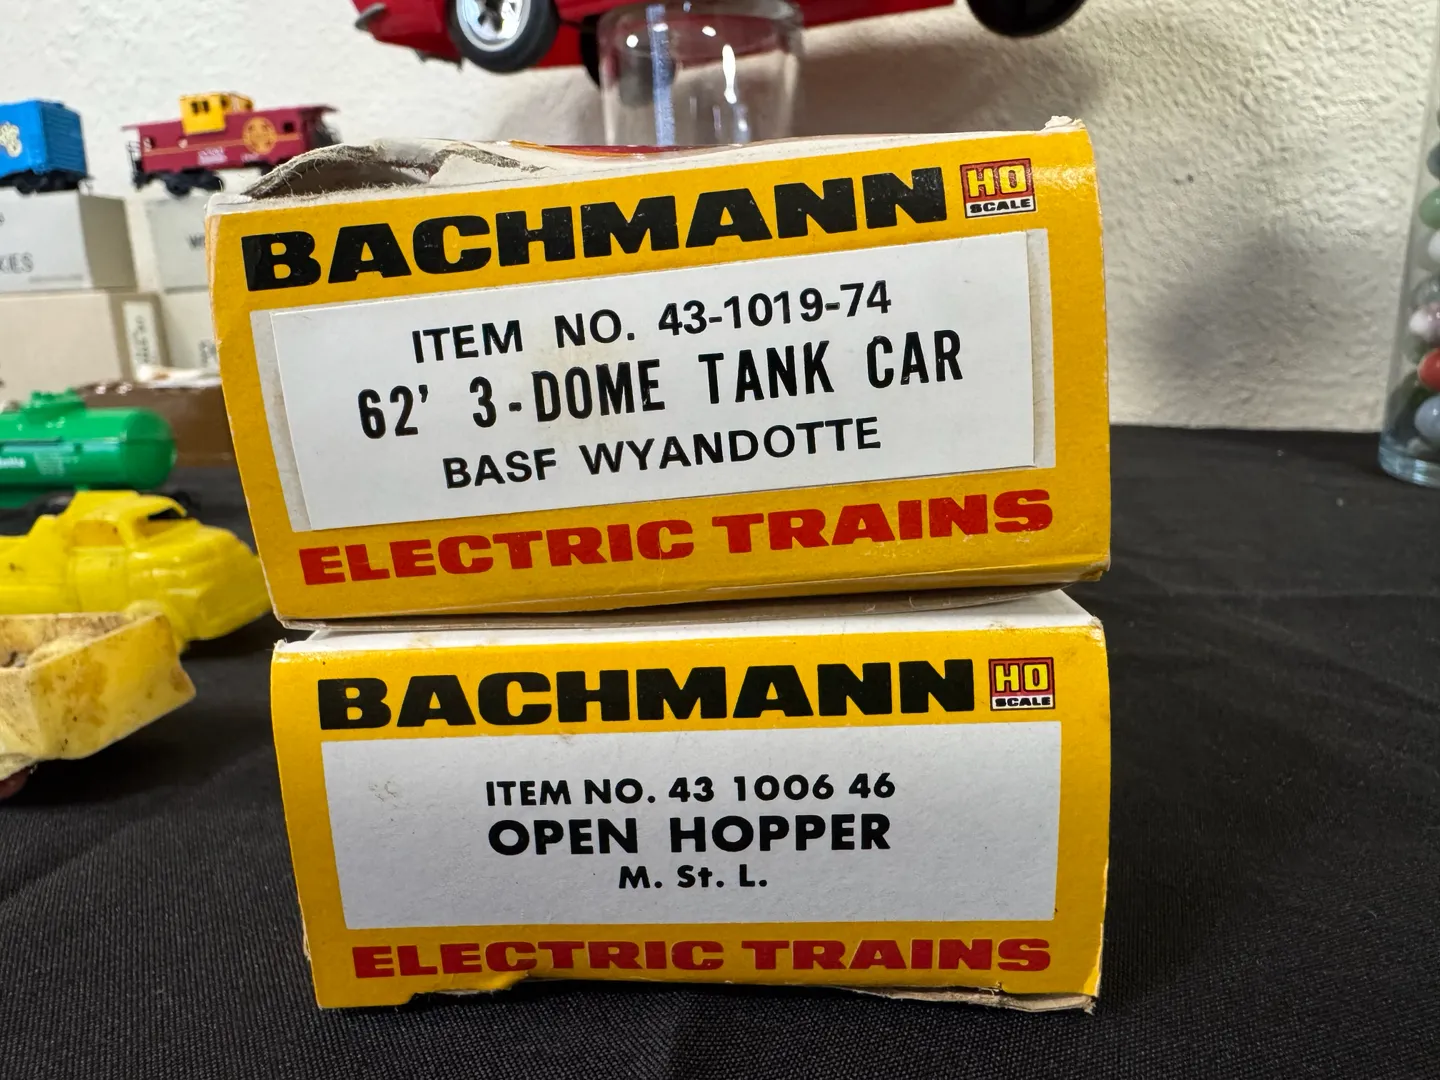 BACHMANN
HO
SCALE
ITEM NO. 43-1019-74
62' 3-DOME TANK CAR
BASF WYANDOTTE
ELECTRIC TRAINS
BACHMANN
HO
SCALE
ITEM NO. 43 1006 46
OPEN HOPPER
M. St. L.
ELECTRIC TRAINS